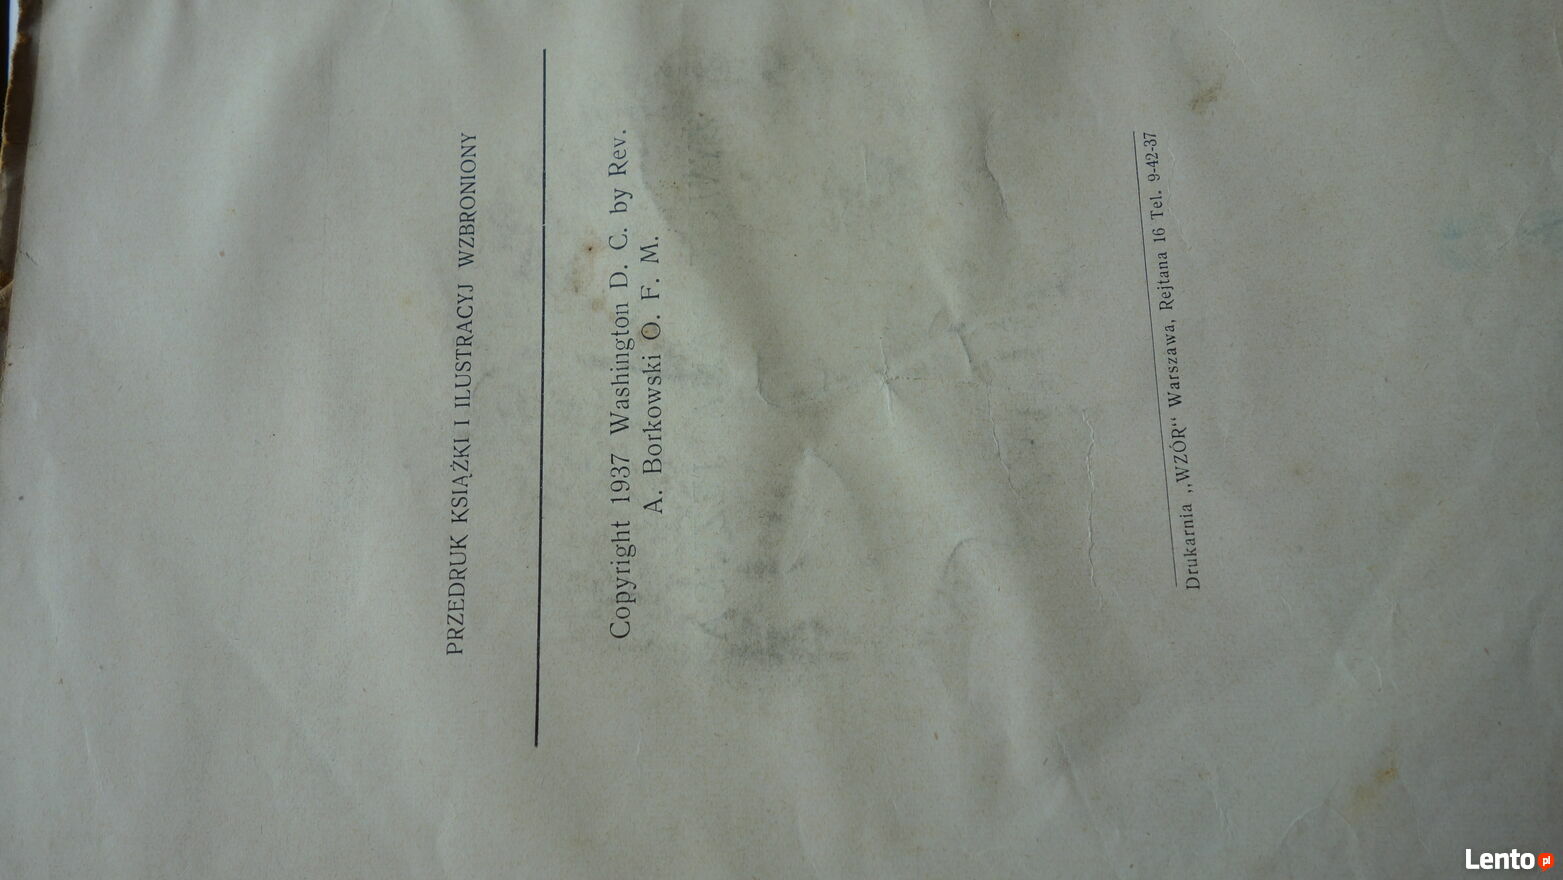 PRZEDRUK KSIĄŻKI I ILUSTRACYJ WZBRONIONY
Copyright 1937 Washington D. C. by Rev.
A. Borkowski O. F. M.
Drukarnia „WZÓR“ Warszawa, Rejtana 16 Tel. 9-42-37
Lento pl